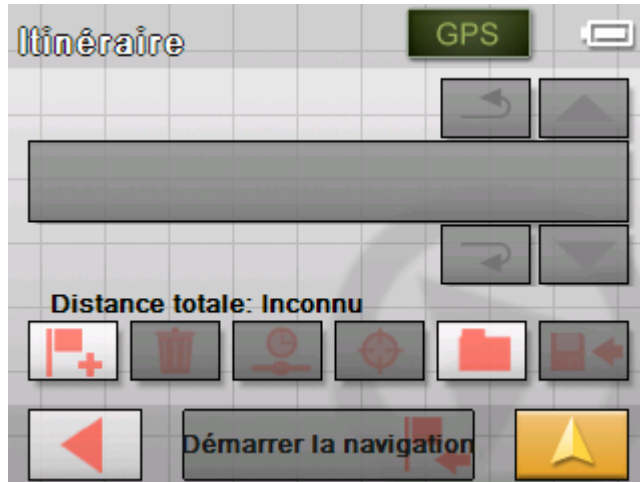 Itinéraire
GPS
Distance totale: Inconnu
Démarrer la navigation